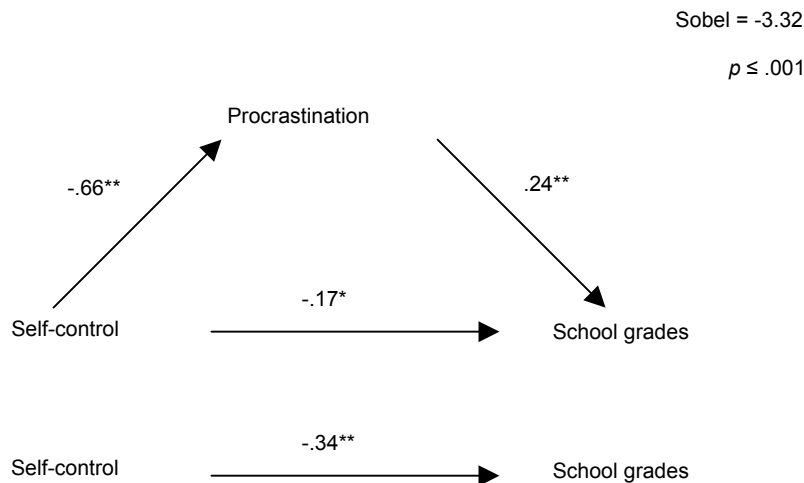 Sobel = -3.32
p ≤ .001
Procrastination
-.66**
.24**
-.17*
Self-control
School grades
-.34**
Self-control
School grades